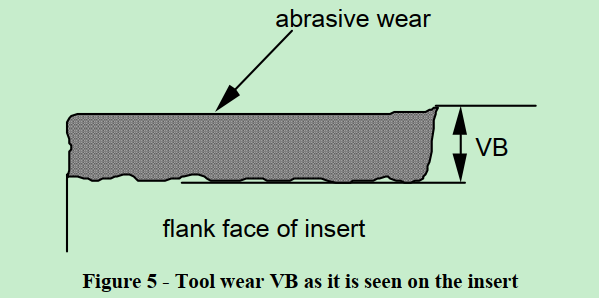 abrasive wear
VB
flank face of insert
Figure 5 - Tool wear VB as it is seen on the insert